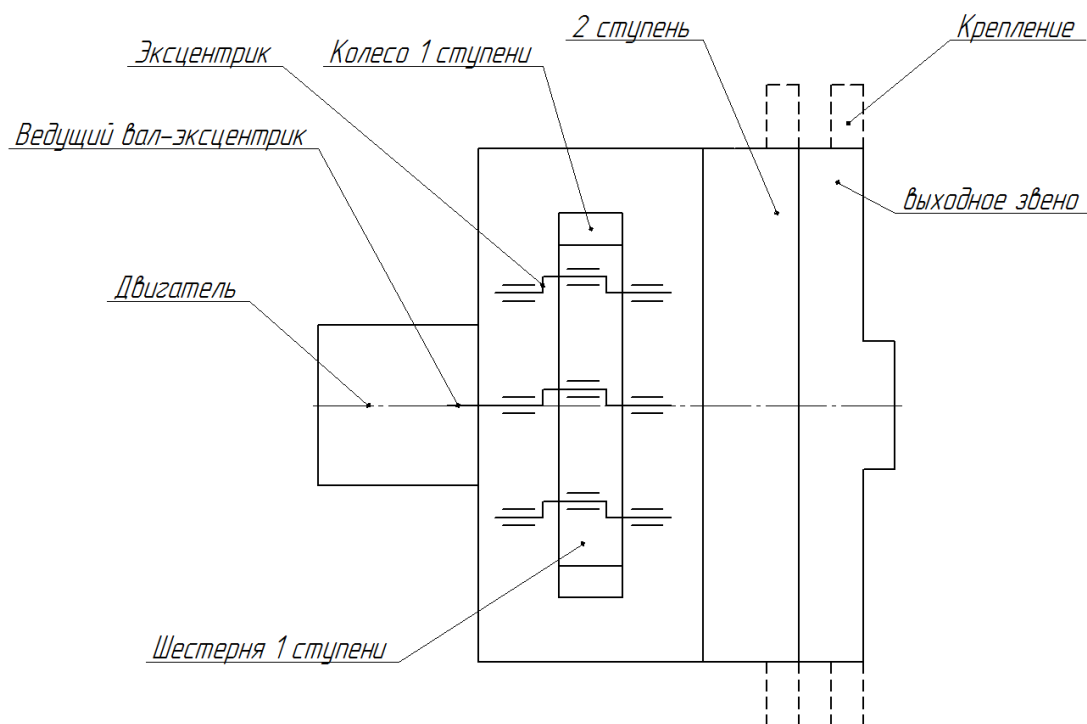 2 ступень
Крепление
Эксцентрик
Колесо 1 ступени
Ведущий вал-эксцентрик
выходное звено
Двигатель
Шестерня 1 ступени